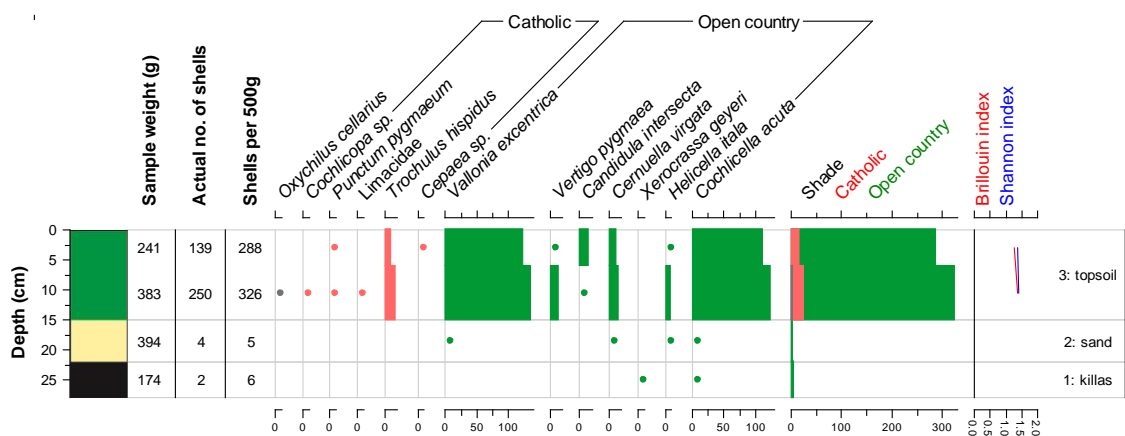 Catholic
Open country
Sample weight (g)
Actual no. of shells
Shells per 500g
Oxychilus cellarius
Cochlicopa sp.
Punctum pygmaeum
Limacidae
Trochulus hispidus
Cepaea sp.
Vallonia excentrica
Vertigo pygmaea
Candidula intersecta
Cernuella virgata
Xerocrassa geyeri
Helicella itala
Cochlicella acuta
Shade
Catholic
Open country
Brillouin index
Shannon index
Depth (cm)
0
5
10
15
20
25
241 139 288
383 250 326
394 4 5
174 2 6
3: topsoil
2: sand
1: killas
0 0 0 0 0 0 0 50 100 0 0 0 0 0 0 50 100 0 100 200 300 0.0 0.5 1.0 1.5 2.0